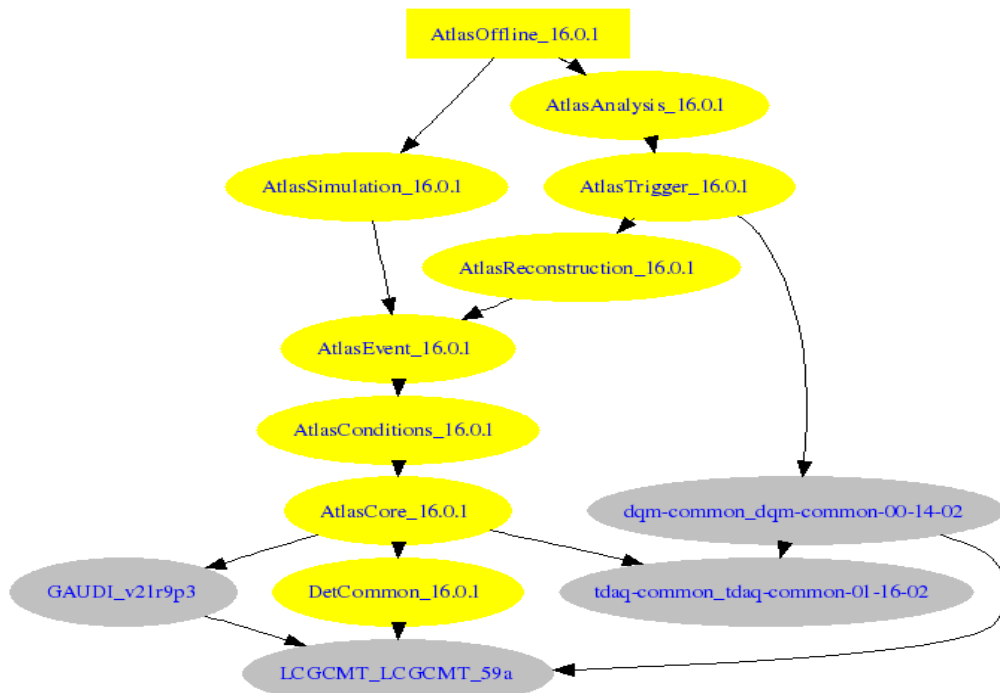 AtlasOffline_16.0.1
AtlasAnalysis_16.0.1
AtlasSimulation_16.0.1
AtlasTrigger_16.0.1
AtlasReconstruction_16.0.1
AtlasEvent_16.0.1
AtlasConditions_16.0.1
AtlasCore_16.0.1
dqm-common_dqm-common-00-14-02
GAUDI_v21r9p3
DetCommon_16.0.1
tdaq-common_tdaq-common-01-16-02
LCGCMT_LCGCMT_59a